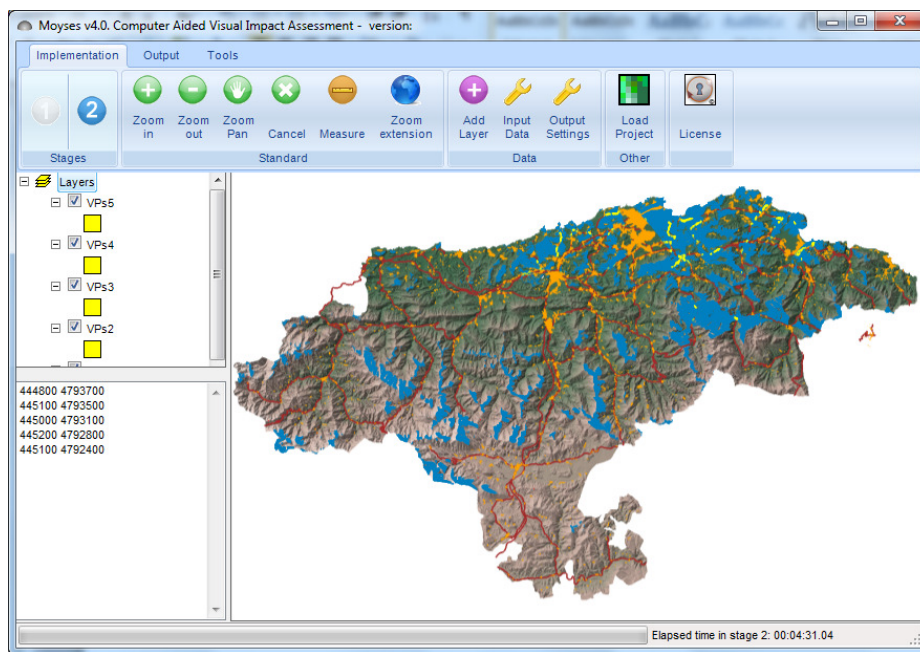 Moyses v4.0. Computer Aided Visual Impact Assessment - version:
Implementation Output Tools
1 2
Zoom in
Zoom out
Zoom Pan
Cancel
Measure
Zoom extension
Add Layer
Input Data
Output Settings
Load Project
License
Stages Standard Data Other
Layers
VPs5
VPs4
VPs3
VPs2
444800 4793700
445100 4793500
445000 4793100
445200 4792800
445100 4792400
Elapsed time in stage 2: 00:04:31.04